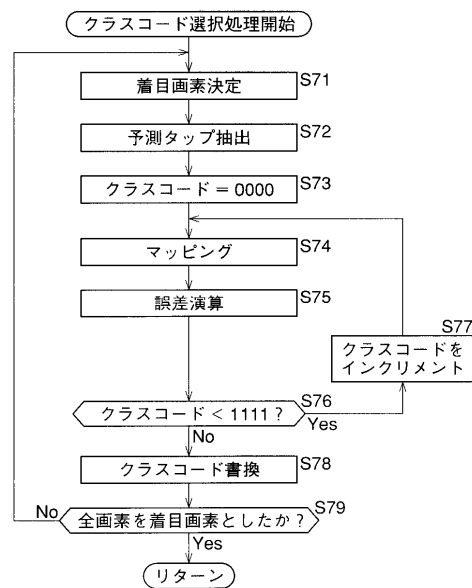 クラスコード選択処理開始
着目画素決定 S71
予測タップ抽出 S72
クラスコード = 0000 S73
マッピング S74
誤差演算 S75
S77
クラスコードを
インクリメント
クラスコード < 1111 ? S76
Yes
No
クラスコード書換 S78
No 全画素を着目画素としたか ? S79
Yes
リターン